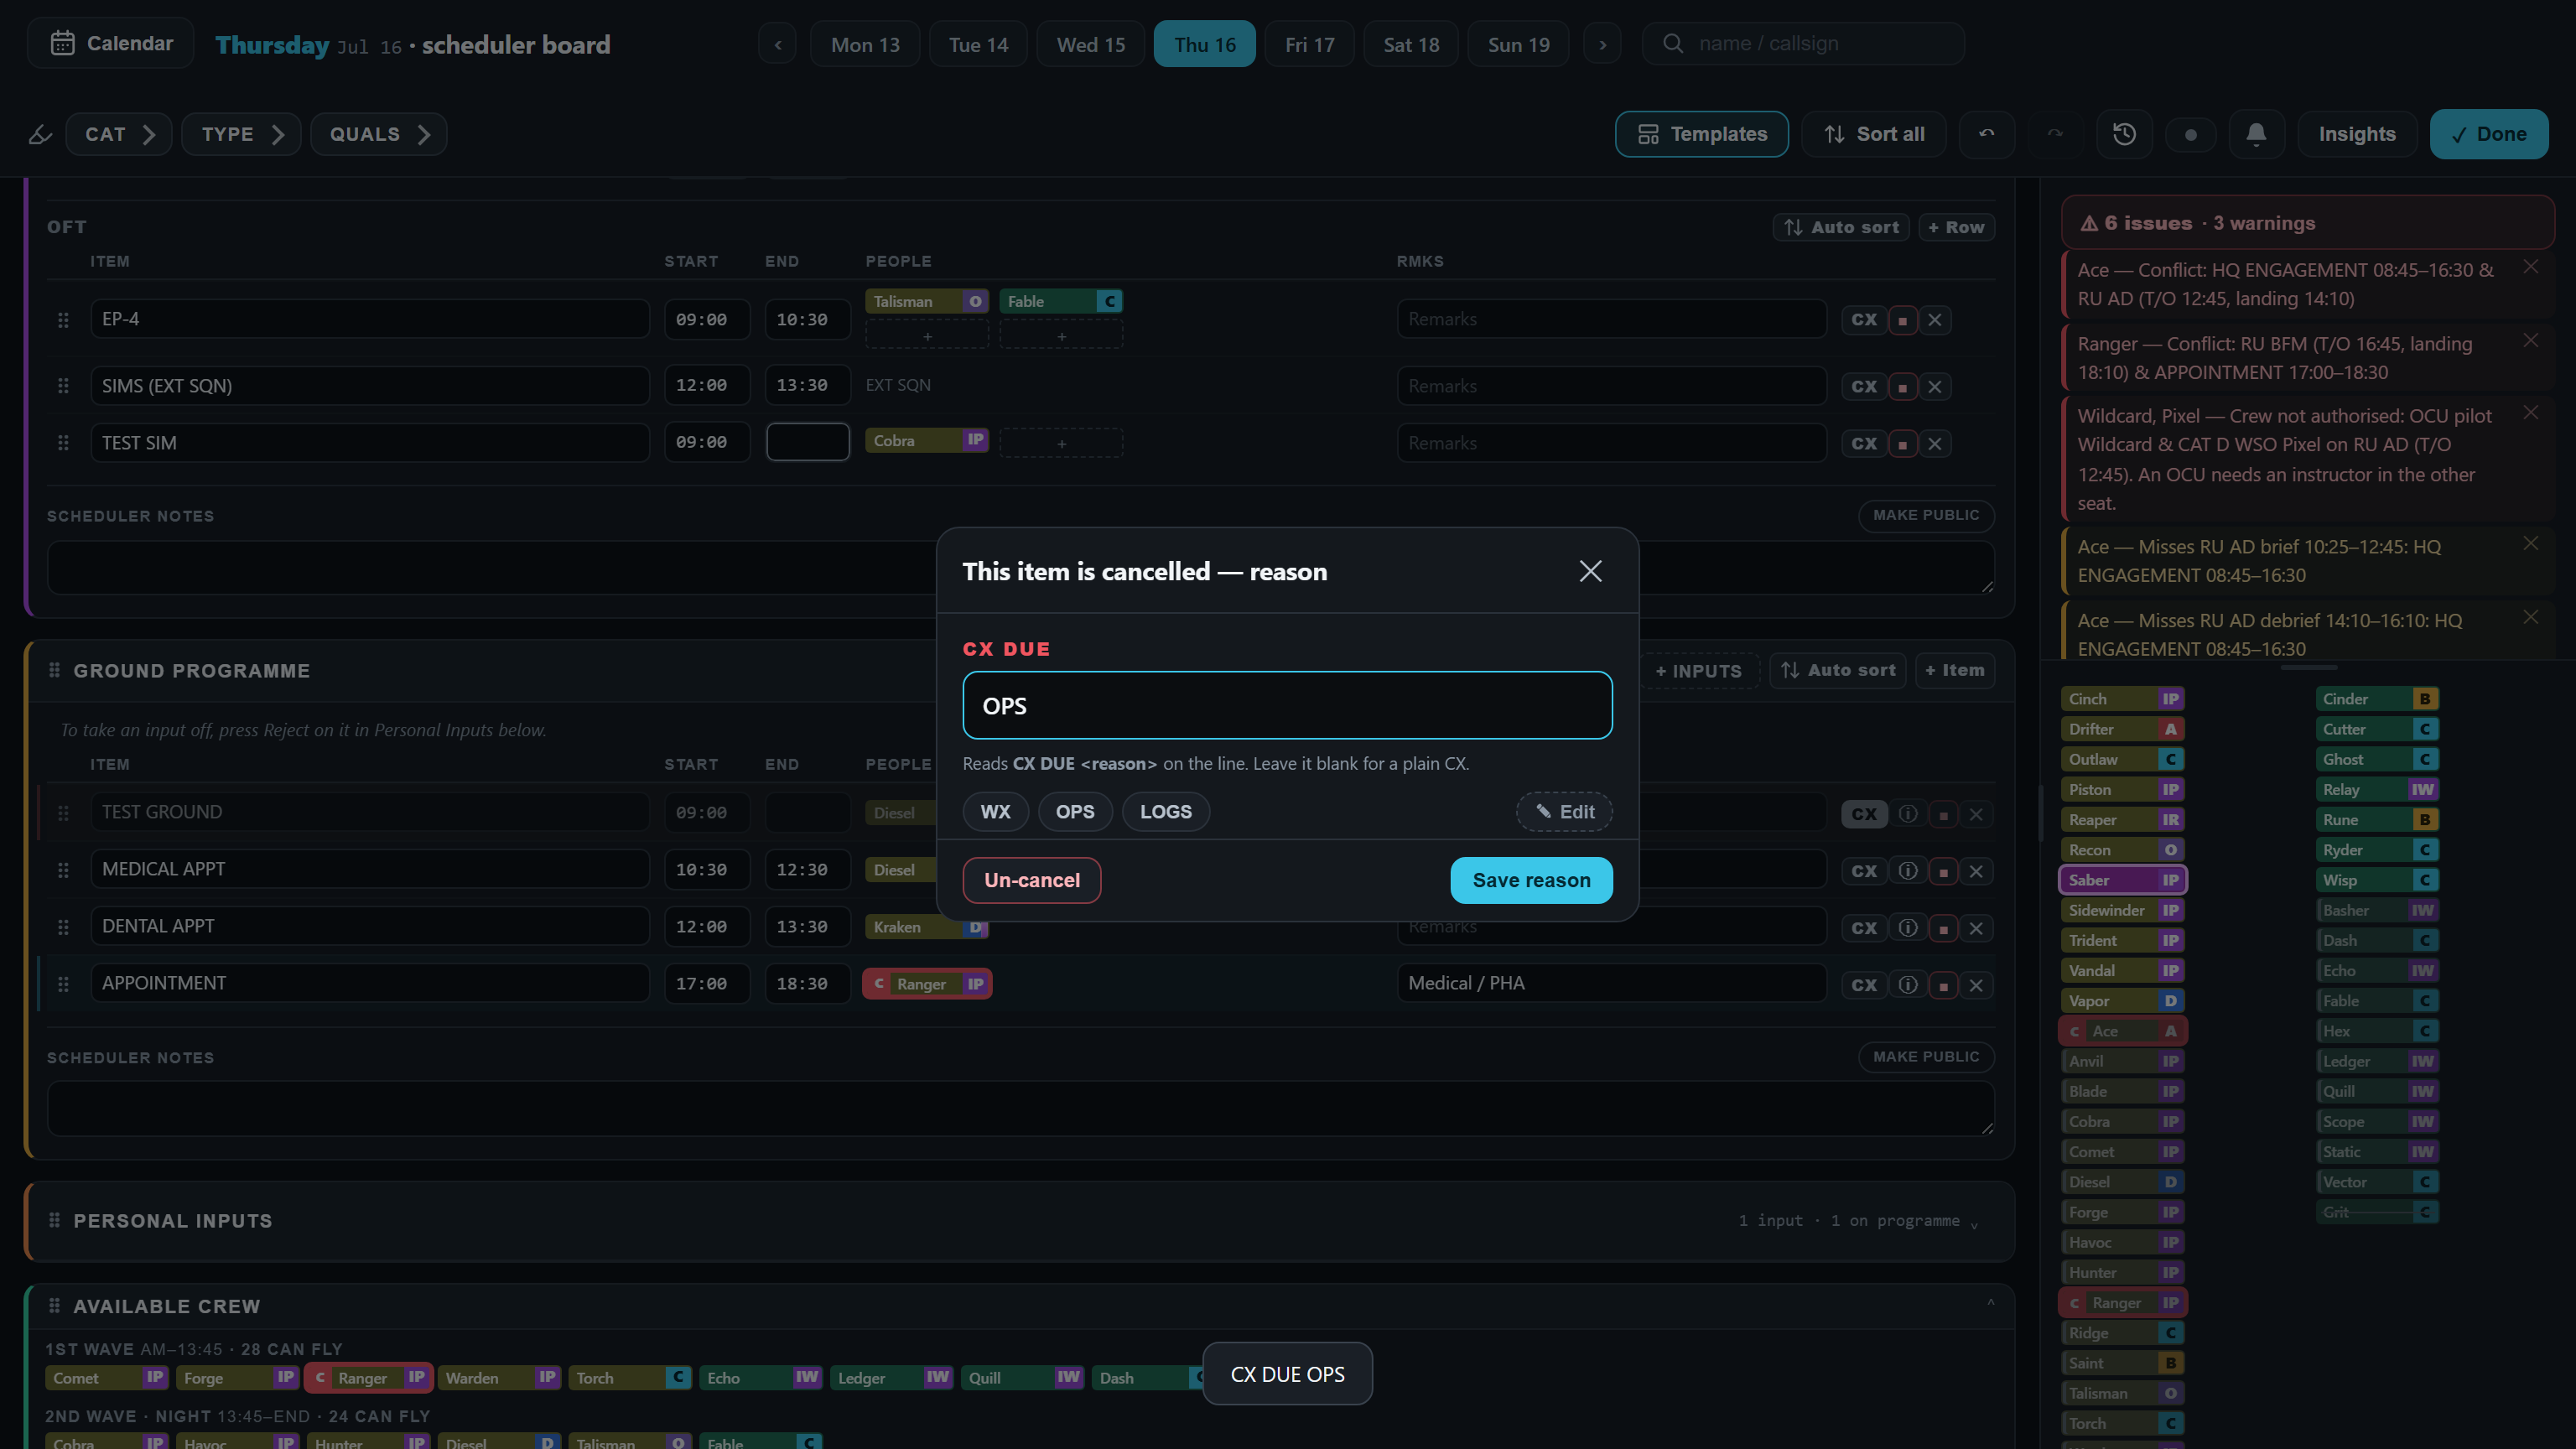 Calendar
Thursday Jul 16 • scheduler board
‹ Mon 13 Tue 14 Wed 15 Thu 16 Fri 17 Sat 18 Sun 19 ›
name / callsign
CAT TYPE QUALS
Templates Sort all Insights ✓ Done
OFT
Auto sort + Row
ITEM START END PEOPLE RMKS
EP-4 09:00 10:30 Talisman O Fable C Remarks CX
+ +
SIMS (EXT SQN) 12:00 13:30 EXT SQN Remarks CX
TEST SIM 09:00 Cobra IP + Remarks CX
SCHEDULER NOTES MAKE PUBLIC
GROUND PROGRAMME
+ INPUTS Auto sort + Item
To take an input off, press Reject on it in Personal Inputs below.
ITEM START END PEOPLE
TEST GROUND 09:00 Diesel CX
MEDICAL APPT 10:30 12:30 Diesel CX
DENTAL APPT 12:00 13:30 Kraken D Remarks CX
APPOINTMENT 17:00 18:30 C Ranger IP Medical / PHA CX
SCHEDULER NOTES MAKE PUBLIC
PERSONAL INPUTS
1 input · 1 on programme
AVAILABLE CREW
1ST WAVE AM–13:45 · 28 CAN FLY
Comet IP Forge IP C Ranger IP Warden IP Torch C Echo IW Ledger IW Quill IW Dash
2ND WAVE · NIGHT 13:45–END · 24 CAN FLY
Cobra IP Havoc IP Hunter IP Diesel D Talisman O Fable C
This item is cancelled — reason
CX DUE
OPS
Reads CX DUE <reason> on the line. Leave it blank for a plain CX.
WX OPS LOGS Edit
Un-cancel Save reason
CX DUE OPS
⚠ 6 issues · 3 warnings
Ace — Conflict: HQ ENGAGEMENT 08:45–16:30 &
RU AD (T/O 12:45, landing 14:10)
Ranger — Conflict: RU BFM (T/O 16:45, landing
18:10) & APPOINTMENT 17:00–18:30
Wildcard, Pixel — Crew not authorised: OCU pilot
Wildcard & CAT D WSO Pixel on RU AD (T/O
12:45). An OCU needs an instructor in the other
seat.
Ace — Misses RU AD brief 10:25–12:45: HQ
ENGAGEMENT 08:45–16:30
Ace — Misses RU AD debrief 14:10–16:10: HQ
ENGAGEMENT 08:45–16:30
Cinch IP Cinder B
Drifter A Cutter C
Outlaw C Ghost C
Piston IP Relay IW
Reaper IR Rune B
Recon O Ryder C
Saber IP Wisp C
Sidewinder IP Basher IW
Trident IP Dash C
Vandal IP Echo IW
Vapor D Fable C
C Ace A Hex C
Anvil IP Ledger IW
Blade IP Quill IW
Cobra IP Scope IW
Comet IP Static IW
Diesel D Vector C
Forge IP Grit C
Havoc IP
Hunter IP
C Ranger IP
Ridge C
Saint B
Talisman O
Torch C